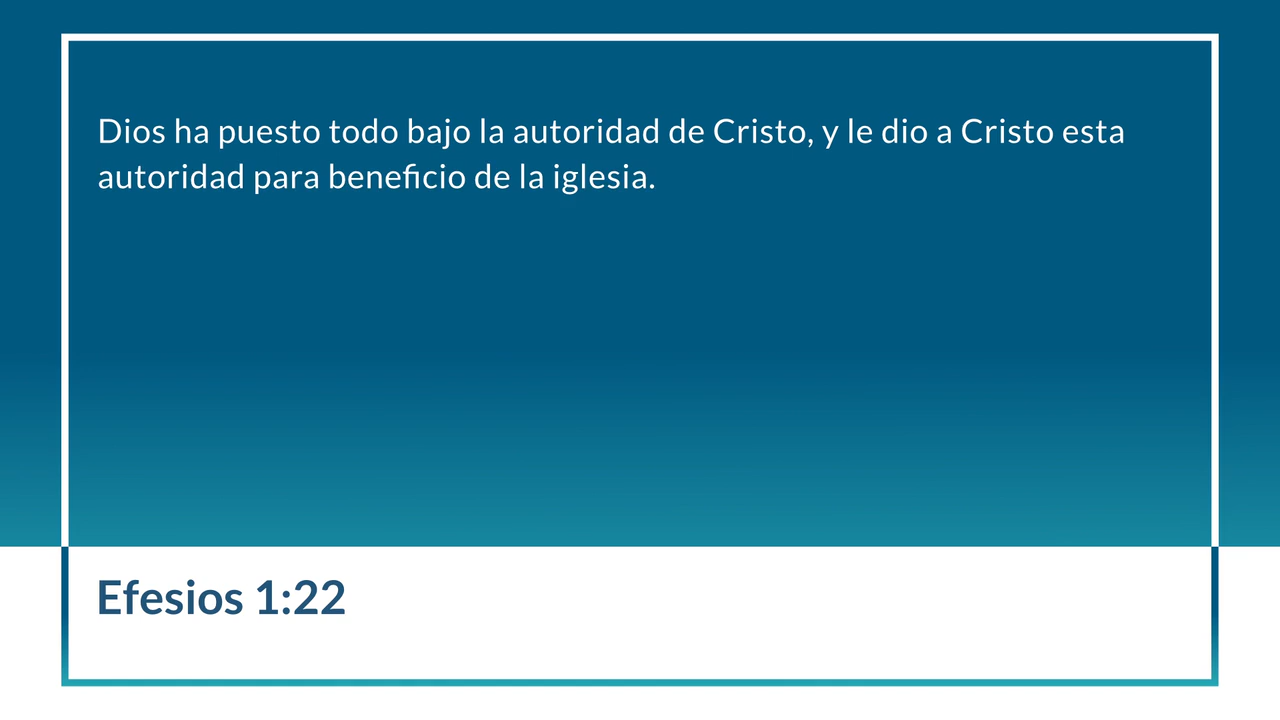 Dios ha puesto todo bajo la autoridad de Cristo, y le dio a Cristo esta
autoridad para beneficio de la iglesia.
Efesios 1:22